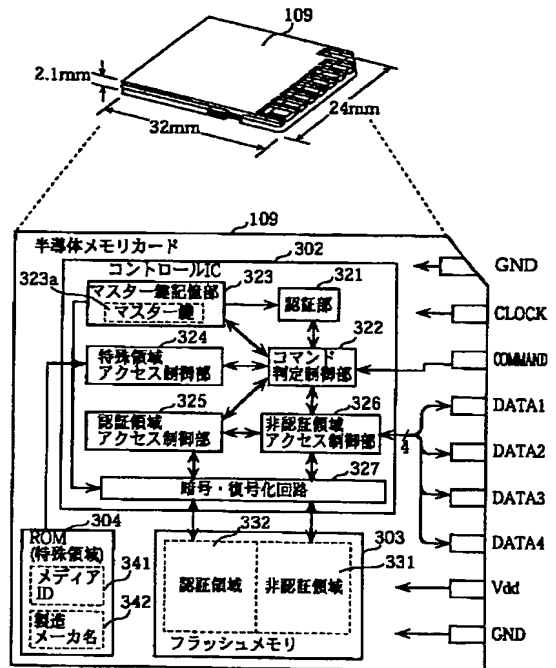 109
2.1mm
32mm
24mm
109
半導体メモリカード
302
コントロールIC
323a
マスター鍵記憶部
マスター鍵
323
321
認証部
322
コマンド
判定制御部
324
特殊領域
アクセス制御部
325
認証領域
アクセス制御部
326
非認証領域
アクセス制御部
327
暗号・復号化回路
4
304
ROM
(特殊領域)
メディア
ID
341
342
製造
メーカ名
332
303
331
認証領域
非認証領域
フラッシュメモリ
GND
CLOCK
COMMAND
DATA1
DATA2
DATA3
DATA4
Vdd
GND